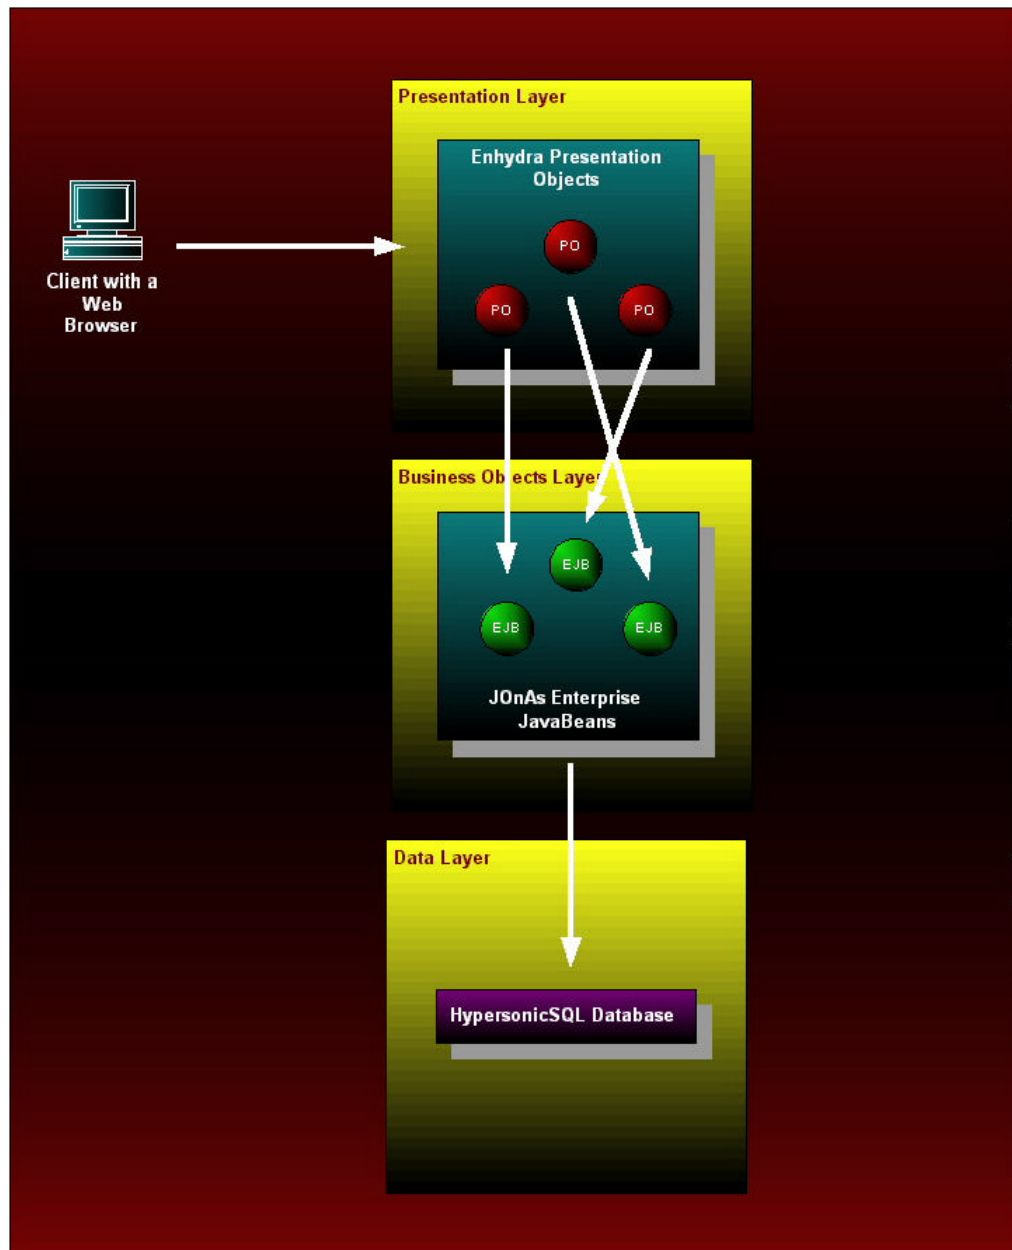 Presentation Layer
Enhydra Presentation
Objects
PO
PO
PO
Client with a
Web
Browser
Business Objects Layer
EJB
EJB
EJB
JOnAs Enterprise
JavaBeans
Data Layer
HypersonicSQL Database